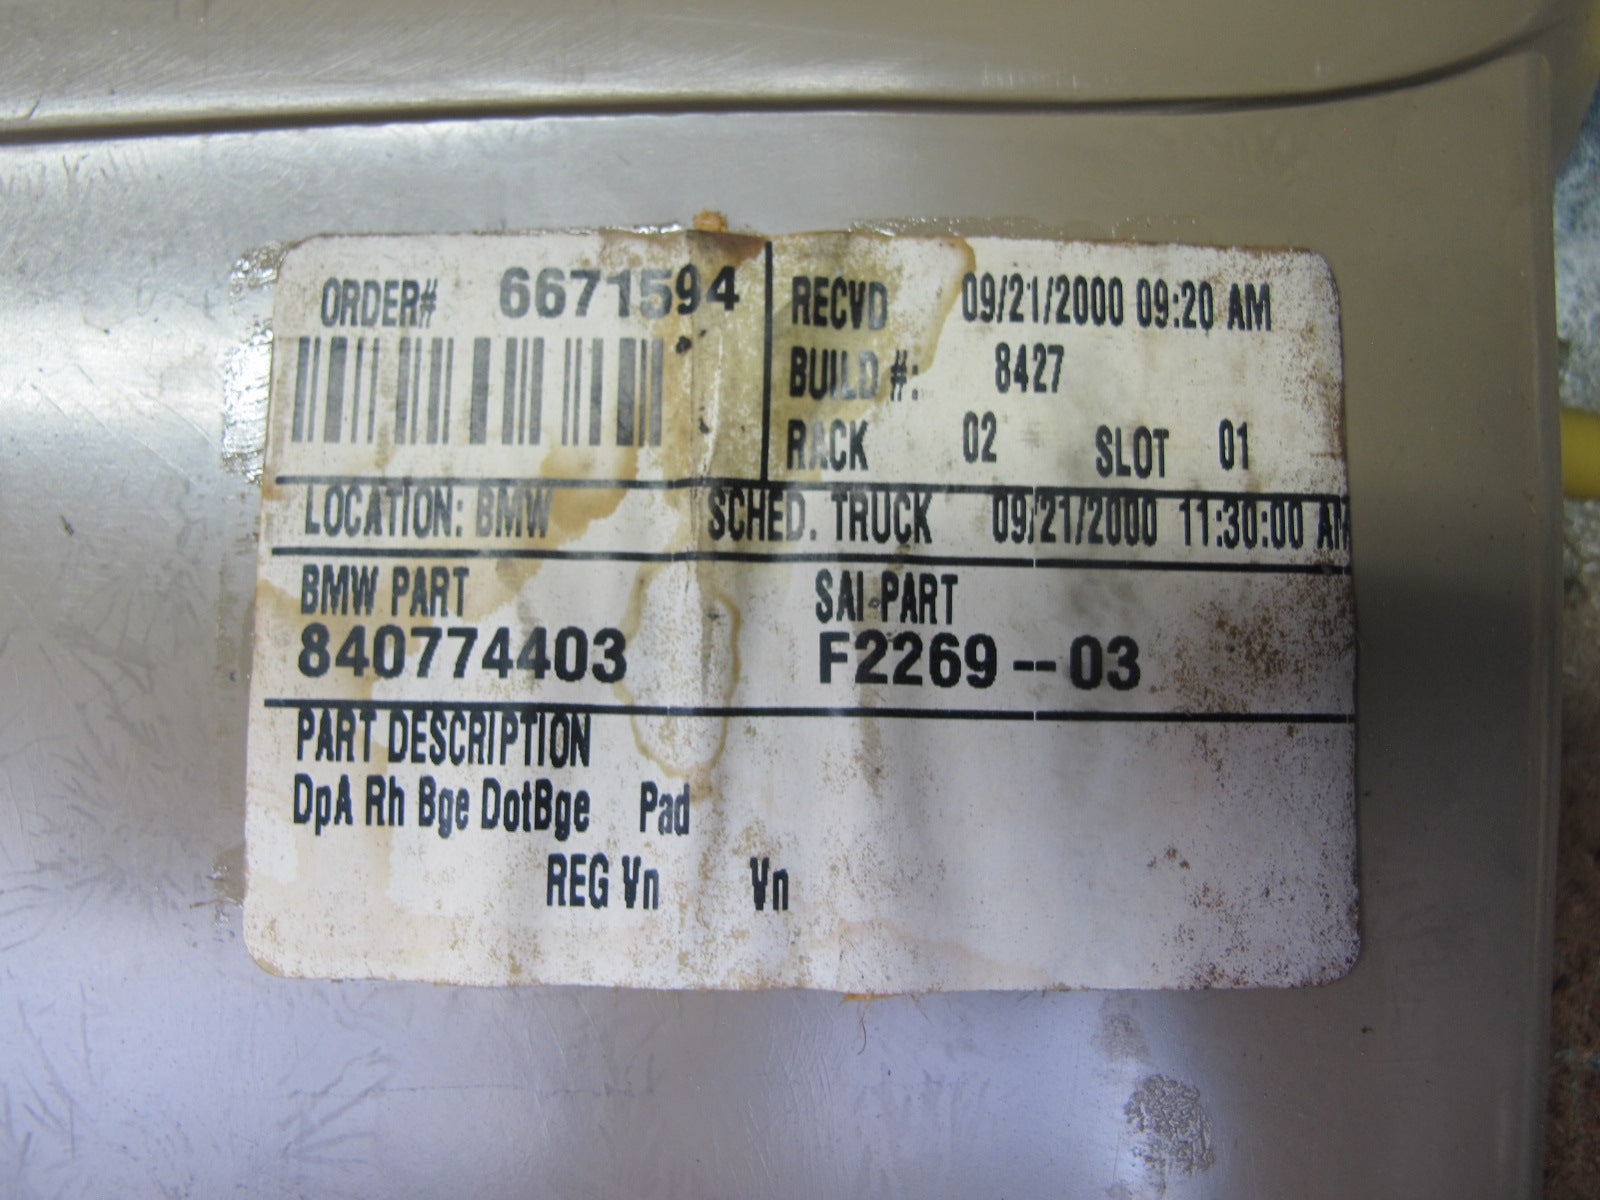 ORDER# 6671594
RECVD 09/21/2000 09:20 AM
BUILD #: 8427
RACK 02 SLOT 01
LOCATION: BMW SCHED. TRUCK 09/21/2000 11:30:00 AM
BMW PART SAI-PART
840774403 F2269--03
PART DESCRIPTION
DpA Rh Bge DotBge Pad
REG Vn Vn